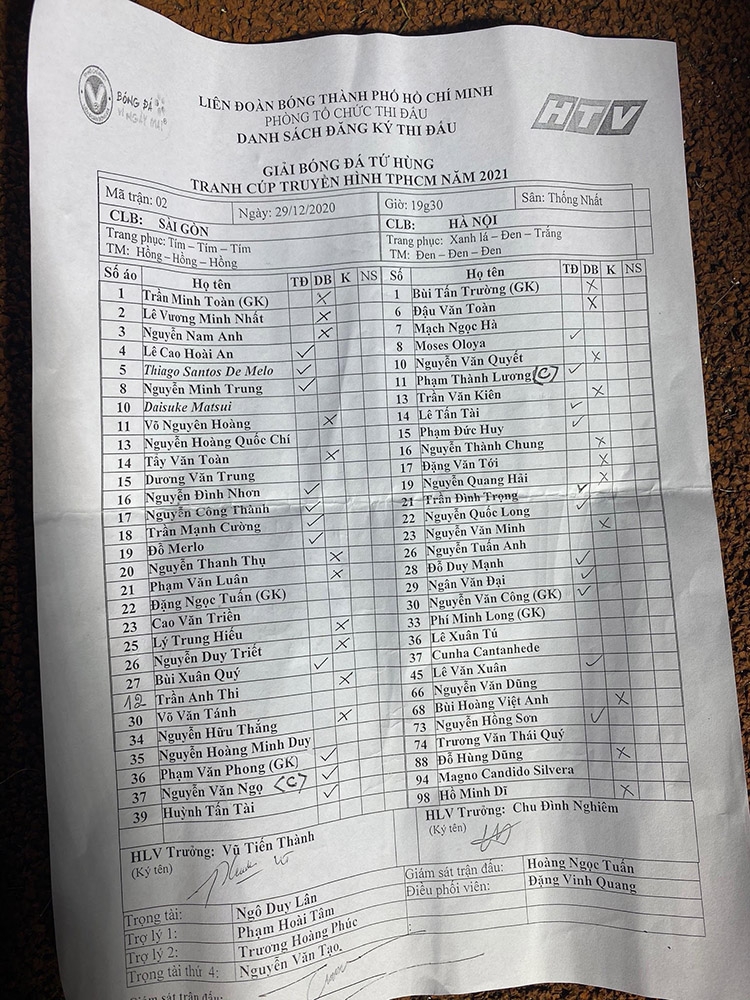 BÓNG ĐÁ
VÌ NGÀY MAI
HTV
LIÊN ĐOÀN BÓNG THÀNH PHỐ HỒ CHÍ MINH
PHÒNG TỔ CHỨC THI ĐẤU
DANH SÁCH ĐĂNG KÝ THI ĐẤU
GIẢI BÓNG ĐÁ TỨ HÙNG
TRANH CÚP TRUYỀN HÌNH TPHCM NĂM 2021
Mã trận: 02 Ngày: 29/12/2020 Giờ: 19g30 Sân: Thống Nhất
CLB: SÀI GÒN CLB: HÀ NỘI
Trang phục: Tím – Tím – Tím Trang phục: Xanh lá – Đen – Trắng
TM: Hồng – Hồng – Hồng TM: Đen – Đen – Đen
Số áo Họ tên TĐ DB K NS Số Họ tên TĐ DB K NS
1 Trần Minh Toàn (GK) 1 Bùi Tấn Trường (GK)
2 Lê Vương Minh Nhất 6 Đậu Văn Toàn
3 Nguyễn Nam Anh 7 Mạch Ngọc Hà
4 Lê Cao Hoài An 8 Moses Oloya
5 Thiago Santos De Melo 10 Nguyễn Văn Quyết
8 Nguyễn Minh Trung 11 Phạm Thành Lương (C)
10 Daisuke Matsui 13 Trần Văn Kiên
11 Võ Nguyên Hoàng 14 Lê Tấn Tài
13 Nguyễn Hoàng Quốc Chí 15 Phạm Đức Huy
14 Tẩy Văn Toàn 16 Nguyễn Thành Chung
15 Dương Văn Trung 17 Đặng Văn Tới
16 Nguyễn Đình Nhơn 19 Nguyễn Quang Hải
17 Nguyễn Công Thành 21 Trần Đình Trọng
18 Trần Mạnh Cường 22 Nguyễn Quốc Long
19 Đỗ Merlo 23 Nguyễn Văn Minh
20 Nguyễn Thanh Thụ 26 Nguyễn Tuấn Anh
21 Phạm Văn Luân 28 Đỗ Duy Mạnh
22 Đặng Ngọc Tuấn (GK) 29 Ngân Văn Đại
23 Cao Văn Triền 30 Nguyễn Văn Công (GK)
25 Lý Trung Hiếu 33 Phí Minh Long (GK)
26 Nguyễn Duy Triết 36 Lê Xuân Tú
27 Bùi Xuân Quý 37 Cunha Cantanhede
12 Trần Anh Thi 45 Lê Văn Xuân
30 Võ Văn Tánh 66 Nguyễn Văn Dũng
34 Nguyễn Hữu Thắng 68 Bùi Hoàng Việt Anh
35 Nguyễn Hoàng Minh Duy 73 Nguyễn Hồng Sơn
36 Phạm Văn Phong (GK) 74 Trương Văn Thái Quý
37 Nguyễn Văn Ngọ (C) 88 Đỗ Hùng Dũng
39 Huỳnh Tấn Tài 94 Magno Candido Silvera
98 Hồ Minh Dĩ
HLV Trưởng: Vũ Tiến Thành HLV Trưởng: Chu Đình Nghiêm
(Ký tên) (Ký tên)
Trọng tài: Ngô Duy Lân Giám sát trận đấu: Hoàng Ngọc Tuấn
Trợ lý 1: Phạm Hoài Tâm Điều phối viên: Đặng Vinh Quang
Trợ lý 2: Trương Hoàng Phúc
Trọng tài thứ 4: Nguyễn Văn Tạo.
Giám sát trận đấu: